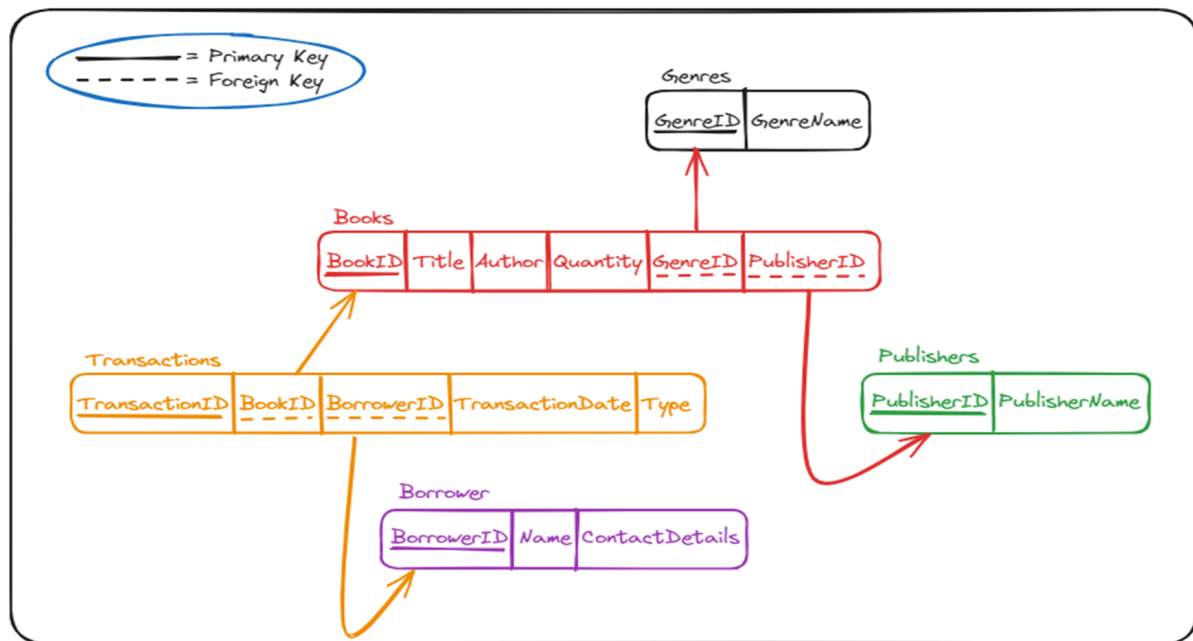 = Primary Key
= Foreign Key
Genres
GenreID GenreName
Books
BookID Title Author Quantity GenreID PublisherID
Transactions
TransactionID BookID BorrowerID TransactionDate Type
Publishers
PublisherID PublisherName
Borrower
BorrowerID Name ContactDetails